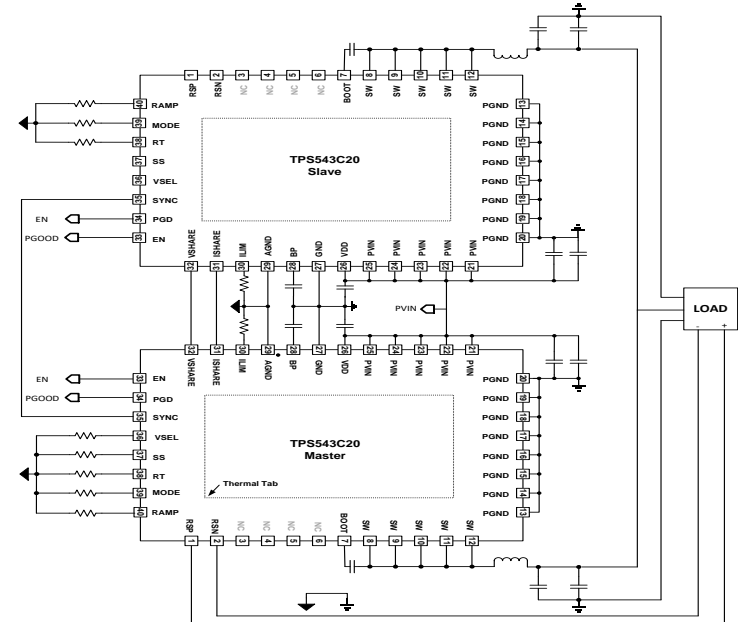 1 2 3 4 5 6 7 8 9 10 11 12
RSP RSN NC NC NC NC BOOT SW SW SW SW SW
40 RAMP
39 MODE
38 RT
37 SS
36 VSEL
35 SYNC
EN 34 PGD
PGOOD 33 EN
TPS543C20
Slave
PGND 13
PGND 14
PGND 15
PGND 16
PGND 17
PGND 18
PGND 19
PGND 20
VSHARE ISHARE ILIM AGND BP GND VDD PVIN PVIN PVIN PVIN PVIN
32 31 30 29 28 27 26 25 24 23 22 21
PVIN
LOAD
- +
32 31 30 29 28 27 26 25 24 23 22 21
VSHARE ISHARE ILIM AGND BP GND VDD PVIN PVIN PVIN PVIN PVIN
EN 33 EN
PGOOD 34 PGD
35 SYNC
36 VSEL
37 SS
38 RT
39 MODE
40 RAMP
TPS543C20
Master
Thermal Tab
PGND 20
PGND 19
PGND 18
PGND 17
PGND 16
PGND 15
PGND 14
PGND 13
RSP RSN NC NC NC NC BOOT SW SW SW SW SW
1 2 3 4 5 6 7 8 9 10 11 12